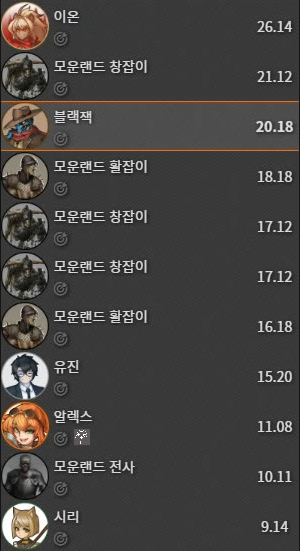 이온
26.14
모운랜드 창잡이
21.12
블랙잭
20.18
모운랜드 활잡이
18.18
모운랜드 창잡이
17.12
모운랜드 창잡이
17.12
모운랜드 활잡이
16.18
유진
15.20
알렉스
11.08
모운랜드 전사
10.11
시리
9.14